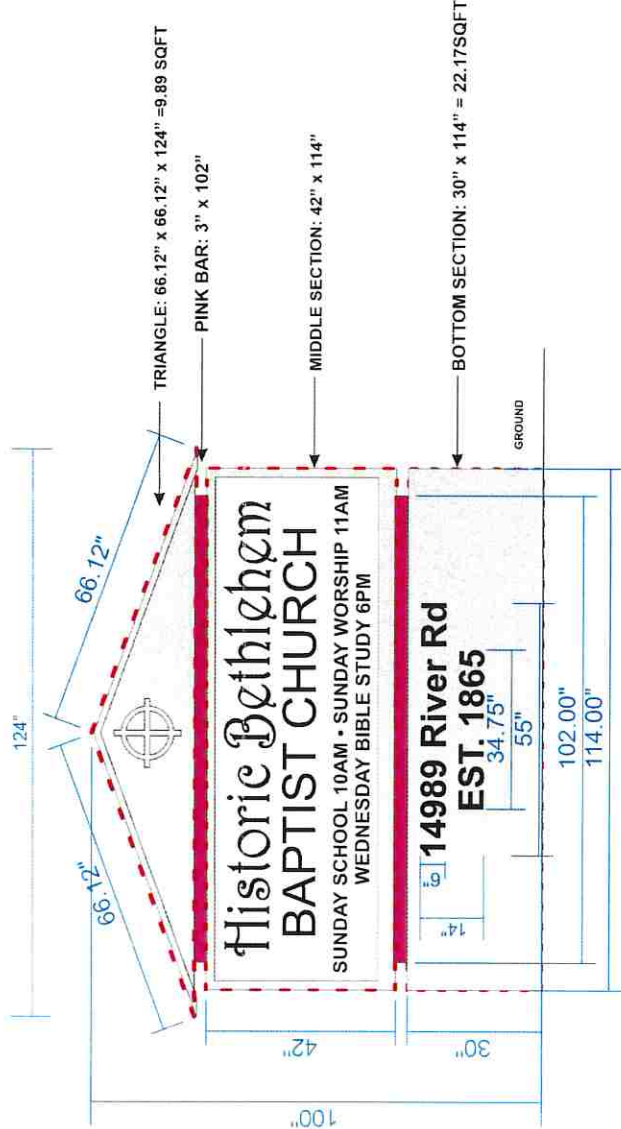 124"
66.12"
66.12"
TRIANGLE: 66.12" x 66.12" x 124" =9.89 SQFT
PINK BAR: 3" x 102"
Historic Bethlehem
BAPTIST CHURCH
SUNDAY SCHOOL 10AM • SUNDAY WORSHIP 11AM
WEDNESDAY BIBLE STUDY 6PM
MIDDLE SECTION: 42" x 114"
42"
100"
14989 River Rd
EST. 1865
6"
14"
34.75"
55"
30"
BOTTOM SECTION: 30" x 114" = 22.17SQFT
GROUND
102.00"
114.00"